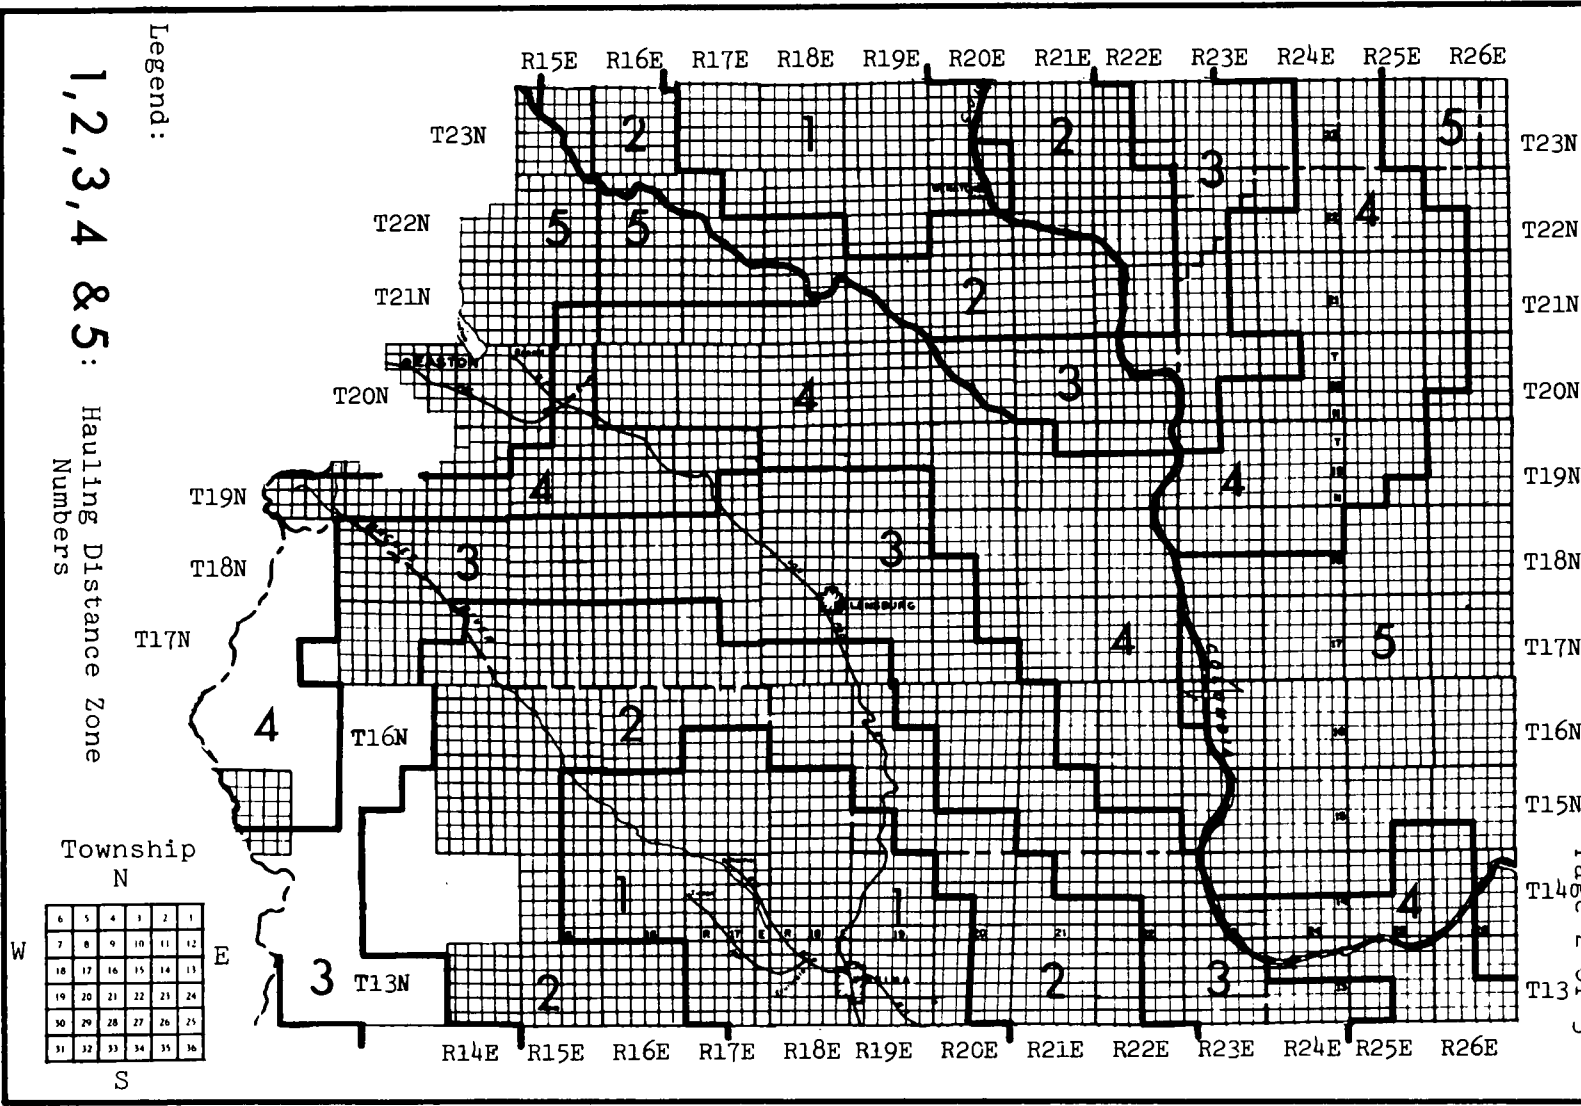 Legend:
1,2,3,4 &5: Hauling Distance Zone
Numbers
R15E R16E R17E R18E R19E R20E R21E R22E R23E R24E R25E R26E
T23N 2 1 2 3 5 T23N
T22N 5 5 4 T22N
T21N 2 T21N
EASTON
T20N 4 3 T20N
T19N 4 4 T19N
T18N 3 3 T18N
T17N 4 5 T17N
4 T16N 2 T16N
T15N
1 1 4 T14
3 T13N 2 2 3 T13
R14E R15E R16E R17E R18E R19E R20E R21E R22E R23E R24E R25E R26E
Township
N
W E
6 5 4 3 2 1
7 8 9 10 11 12
18 17 16 15 14 13
19 20 21 22 23 24
30 29 28 27 26 25
31 32 33 34 35 36
S